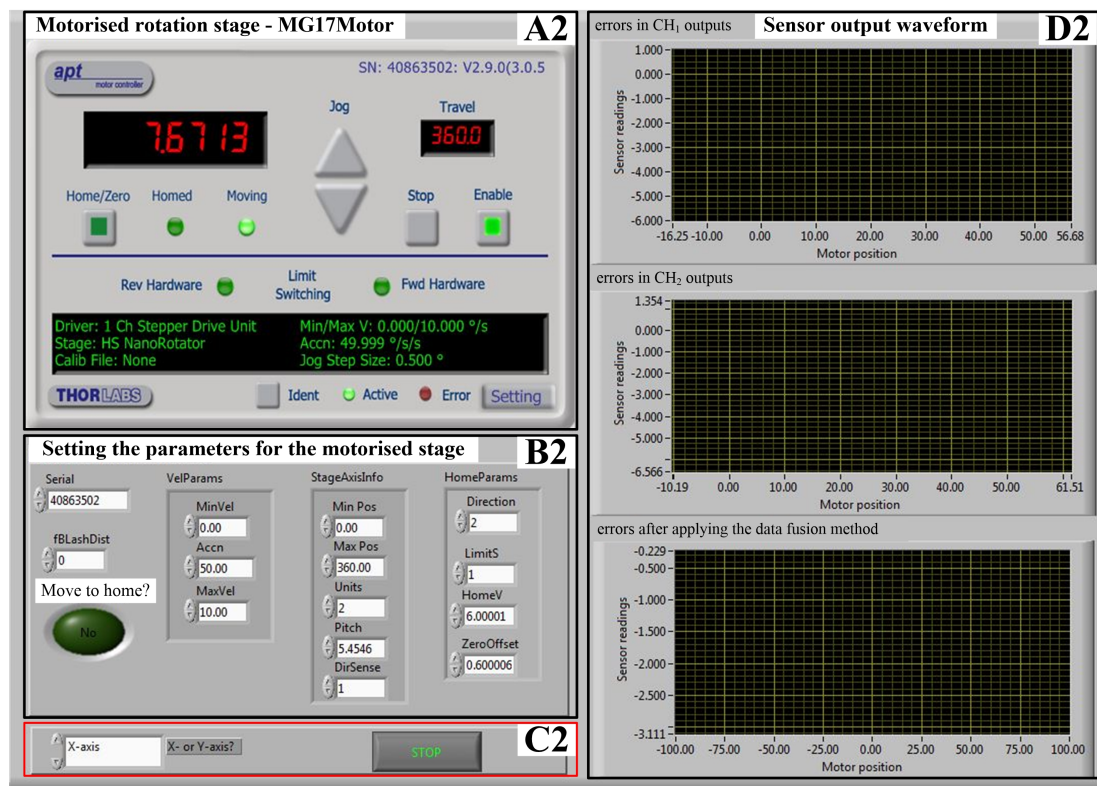 Motorised rotation stage - MG17Motor
A2
apt
motor controller
SN: 40863502: V2.9.0(3.0.5
7.6713
Jog
Travel
360.0
Home/Zero
Homed
Moving
Stop
Enable
Rev Hardware
Limit
Switching
Fwd Hardware
Driver: 1 Ch Stepper Drive Unit
Stage: HS NanoRotator
Calib File: None
Min/Max V: 0.000/10.000 °/s
Accn: 49.999 °/s/s
Jog Step Size: 0.500 °
THORLABS
Ident
Active
Error
Setting
Setting the parameters for the motorised stage
B2
Serial
40863502
fBLashDist
0
Move to home?
No
VelParams
MinVel
0.00
Accn
50.00
MaxVel
10.00
StageAxisInfo
Min Pos
0.00
Max Pos
360.00
Units
2
Pitch
5.4546
DirSense
1
HomeParams
Direction
2
LimitS
1
HomeV
6.00001
ZeroOffset
0.600006
X-axis
X- or Y-axis?
STOP
C2
errors in CH₁ outputs
Sensor output waveform
D2
Sensor readings
1.000
0.000
-1.000
-2.000
-3.000
-4.000
-5.000
-6.000
-16.25 -10.00 0.00 10.00 20.00 30.00 40.00 50.00 56.68
Motor position
errors in CH₂ outputs
Sensor readings
1.354
0.000
-1.000
-2.000
-3.000
-4.000
-5.000
-6.566
-10.19 0.00 10.00 20.00 30.00 40.00 50.00 61.51
Motor position
errors after applying the data fusion method
Sensor readings
-0.229
-0.500
-1.000
-1.500
-2.000
-2.500
-3.111
-100.00 -75.00 -50.00 -25.00 0.00 25.00 50.00 75.00 100.00
Motor position